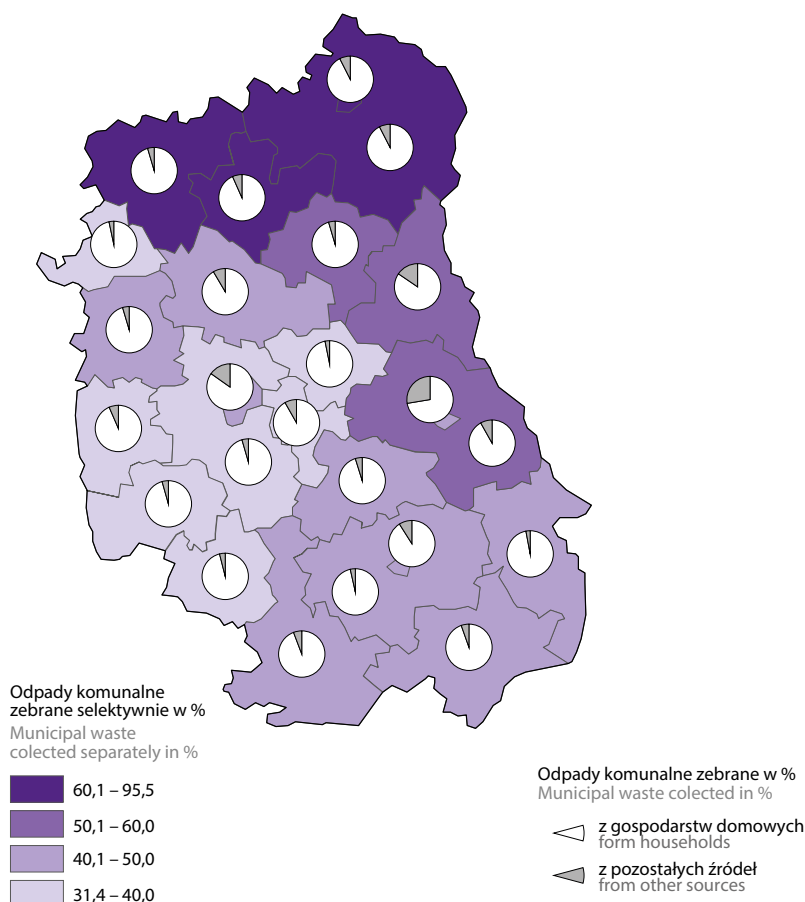 Odpady komunalne
zebrane selektywnie w %
Municipal waste
colected separately in %
60,1 – 95,5
50,1 – 60,0
40,1 – 50,0
31,4 – 40,0
Odpady komunalne zebrane w %
Municipal waste colected in %
z gospodarstw domowych
form households
z pozostałych źródeł
from other sources